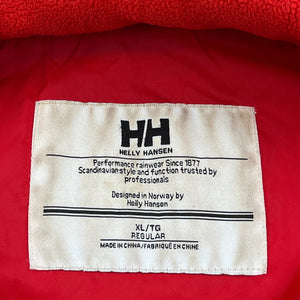 HH
HELLY HANSEN
Performance rainwear Since 1877
Scandinavian style and function trusted by
professionals
Designed in Norway by
Helly Hansen
XL/TG
REGULAR
MADE IN CHINA/FABRIQUÉ EN CHINE